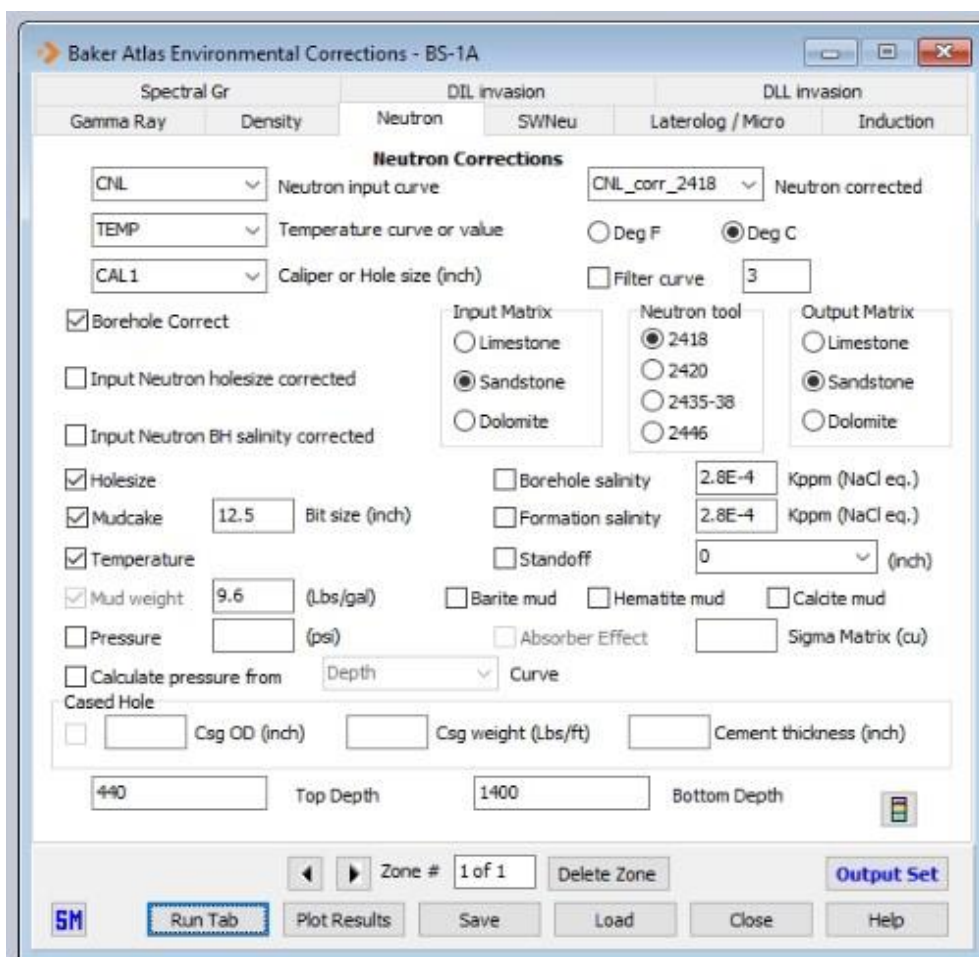 Baker Atlas Environmental Corrections - BS-1A
Spectral Gr DIL invasion DLL invasion
Gamma Ray Density Neutron SWNeu Laterolog / Micro Induction
Neutron Corrections
CNL Neutron input curve CNL_corr_2418 Neutron corrected
TEMP Temperature curve or value Deg F Deg C
CAL1 Caliper or Hole size (inch) Filter curve 3
Borehole Correct Input Matrix Neutron tool Output Matrix
Limestone 2418 Limestone
Input Neutron holesize corrected Sandstone 2420 Sandstone
2435-38
Input Neutron BH salinity corrected Dolomite 2446 Dolomite
Holesize Borehole salinity 2.8E-4 Kppm (NaCl eq.)
Mudcake 12.5 Bit size (inch) Formation salinity 2.8E-4 Kppm (NaCl eq.)
Temperature Standoff 0 (inch)
Mud weight 9.6 (Lbs/gal) Barite mud Hematite mud Calcite mud
Pressure (psi) Absorber Effect Sigma Matrix (cu)
Calculate pressure from Depth Curve
Cased Hole
Csg OD (inch) Csg weight (Lbs/ft) Cement thickness (inch)
440 Top Depth 1400 Bottom Depth
Zone # 1 of 1 Delete Zone Output Set
SM Run Tab Plot Results Save Load Close Help